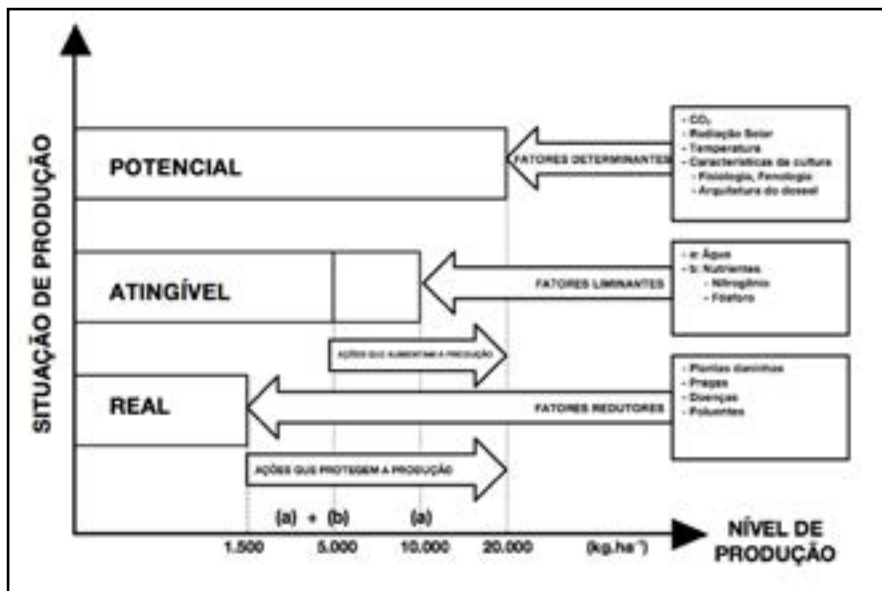 SITUAÇÃO DE PRODUÇÃO
POTENCIAL
FATORES DETERMINANTES
- CO₂
- Radiação Solar
- Temperatura
- Características da cultura
- Fisiologia, Fenologia
- Arquitetura do dossel
ATINGÍVEL
FATORES LIMINANTES
- a: Água
- b: Nutrientes
- Nitrogênio
- Fósforo
AÇÕES QUE AUMENTAM A PRODUÇÃO
REAL
FATORES REDUTORES
- Plantas daninhas
- Pragas
- Doenças
- Poluentes
AÇÕES QUE PROTEGEM A PRODUÇÃO
(a) + (b) (a)
1.500 5.000 10.000 20.000 (kg.ha⁻¹)
NÍVEL DE
PRODUÇÃO